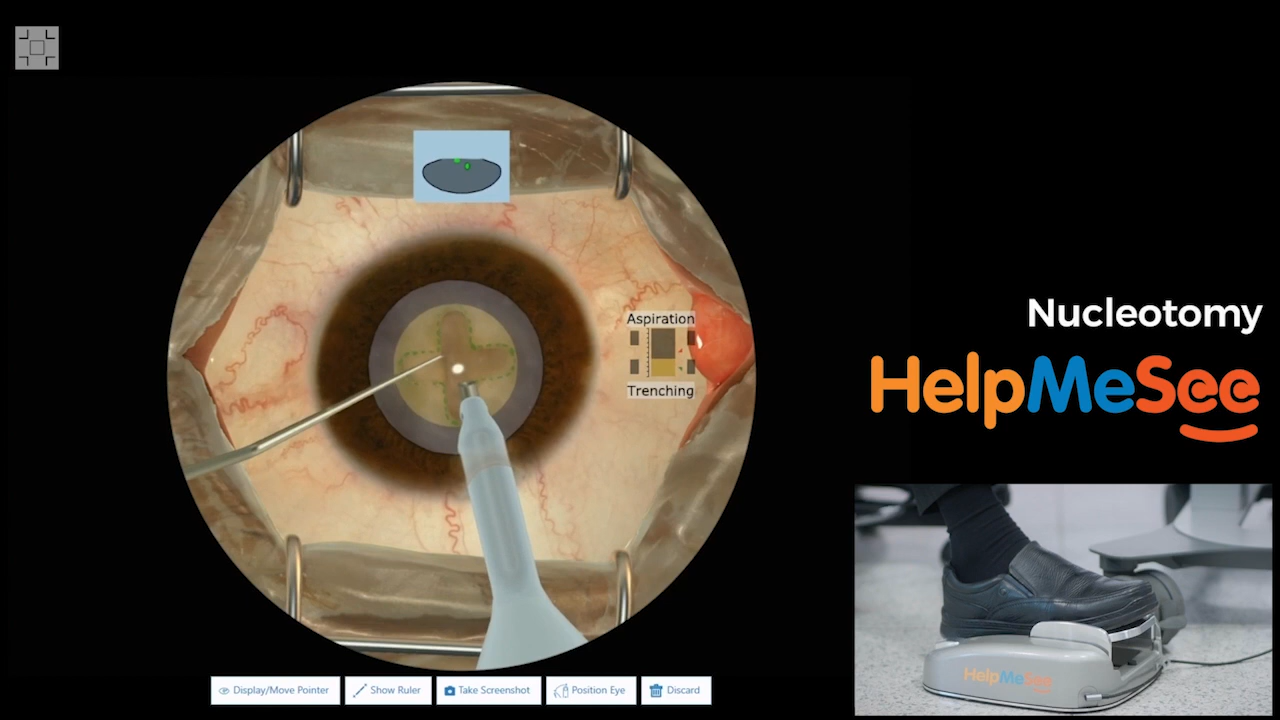 Aspiration
Trenching
Nucleotomy
HelpMeSee
HelpMeSee
Display/Move Pointer
Show Ruler
Take Screenshot
Position Eye
Discard